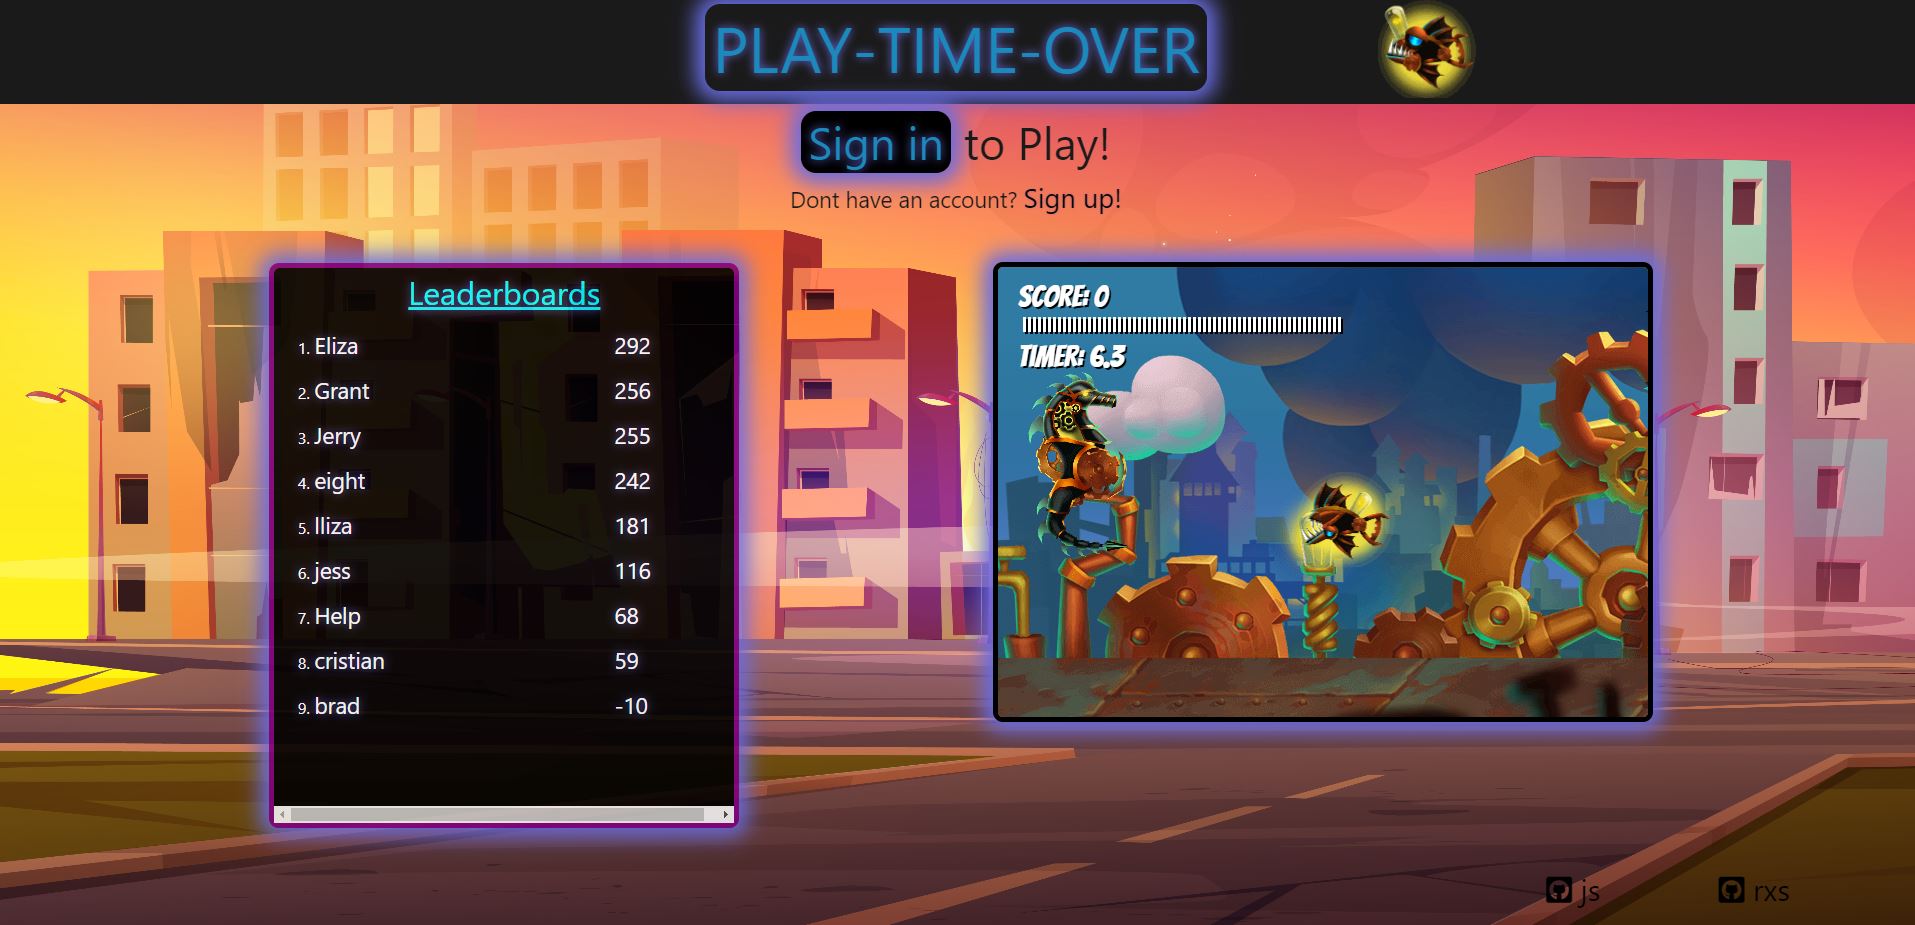 PLAY-TIME-OVER
Sign in to Play!
Dont have an account? Sign up!
Leaderboards
1. Eliza 292
2. Grant 256
3. Jerry 255
4. eight 242
5. lliza 181
6. jess 116
7. Help 68
8. cristian 59
9. brad -10
SCORE: 0
TIMER: 6.3
js
rxs